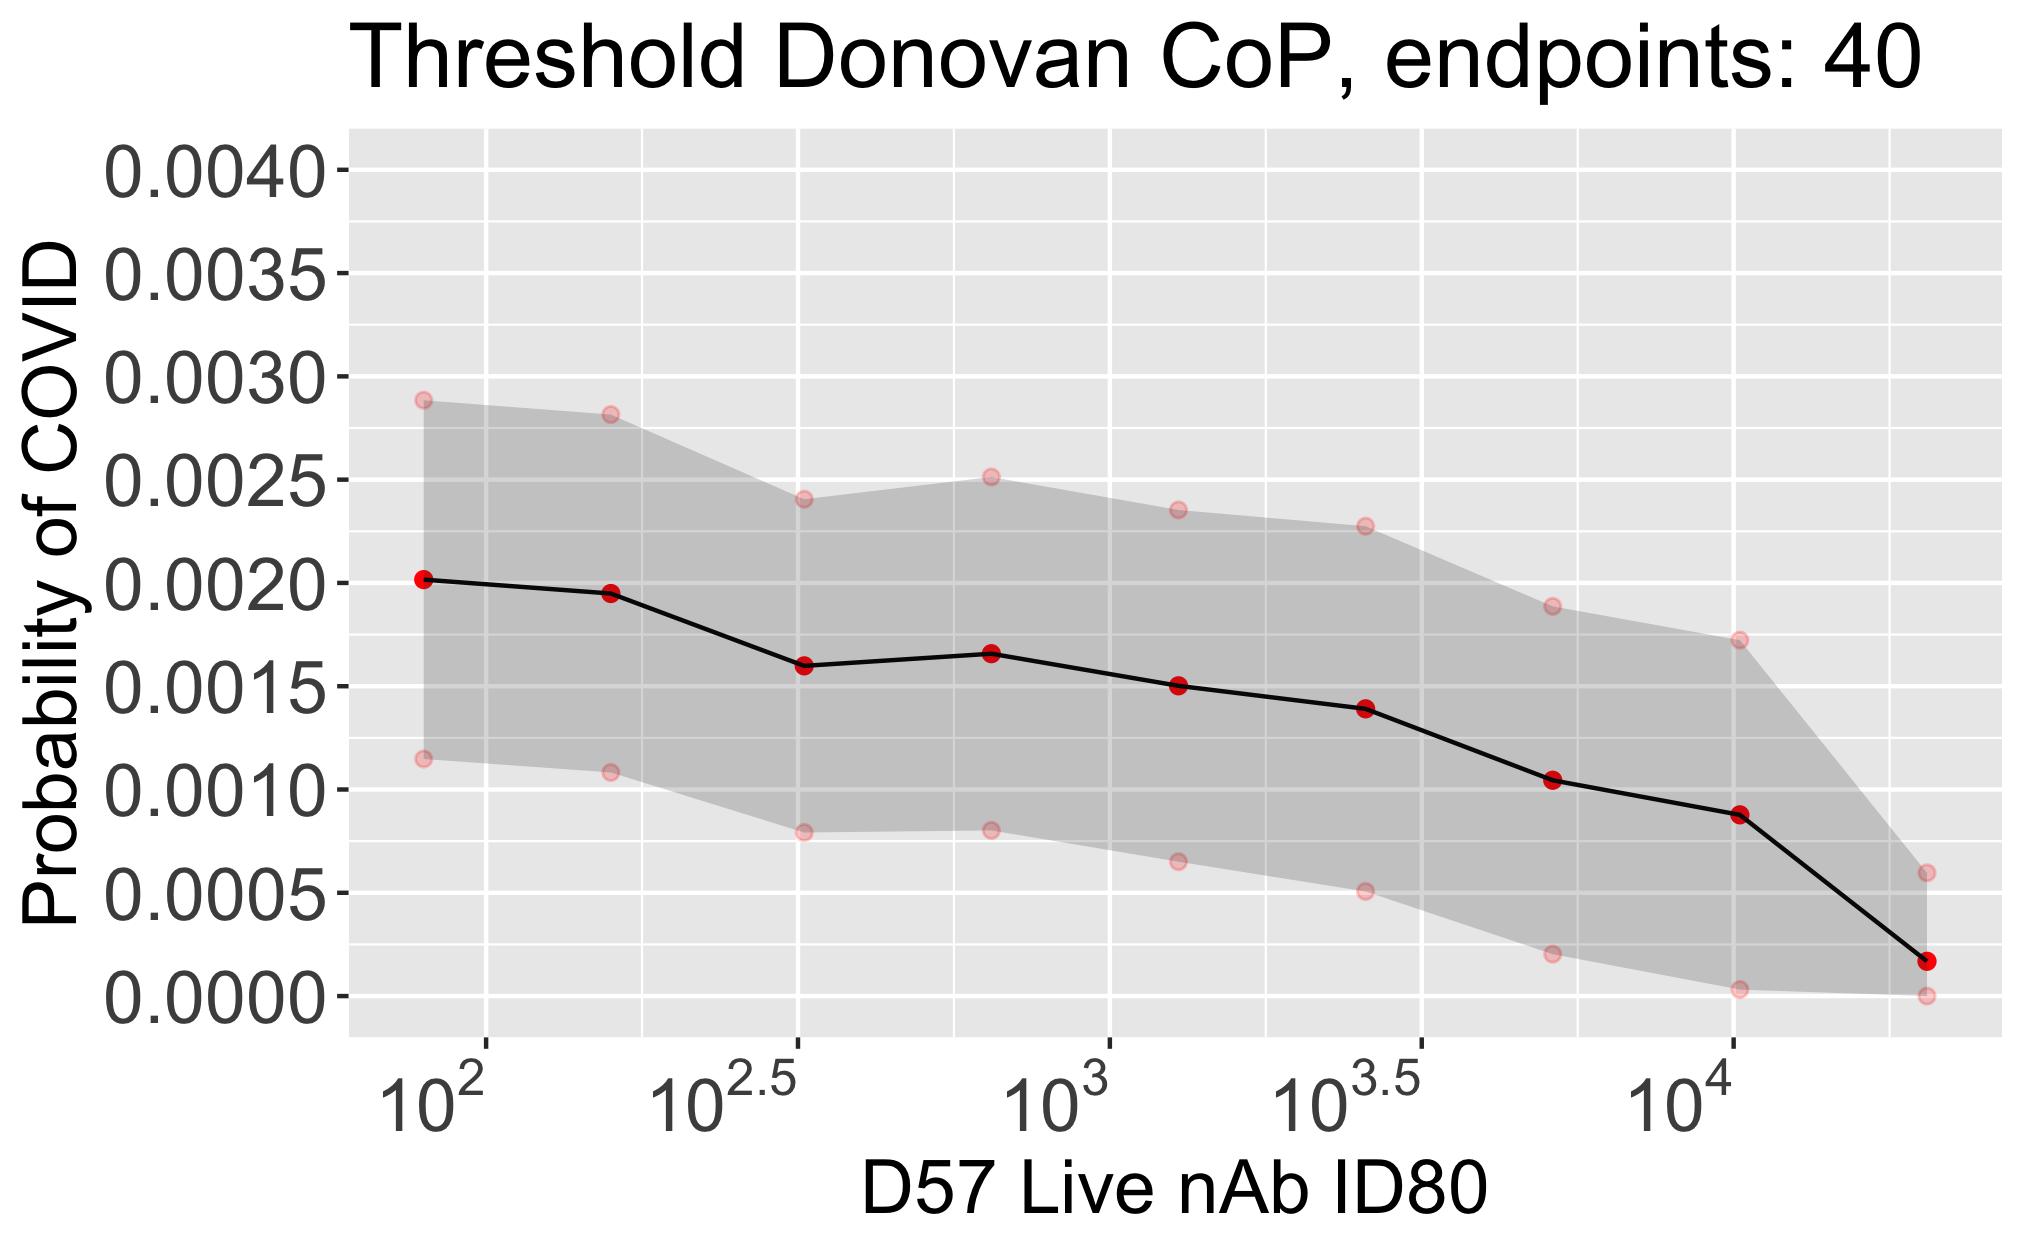 Threshold Donovan CoP, endpoints: 40
Probability of COVID
0.0040
0.0035
0.0030
0.0025
0.0020
0.0015
0.0010
0.0005
0.0000
10^2 10^2.5 10^3 10^3.5 10^4
D57 Live nAb ID80